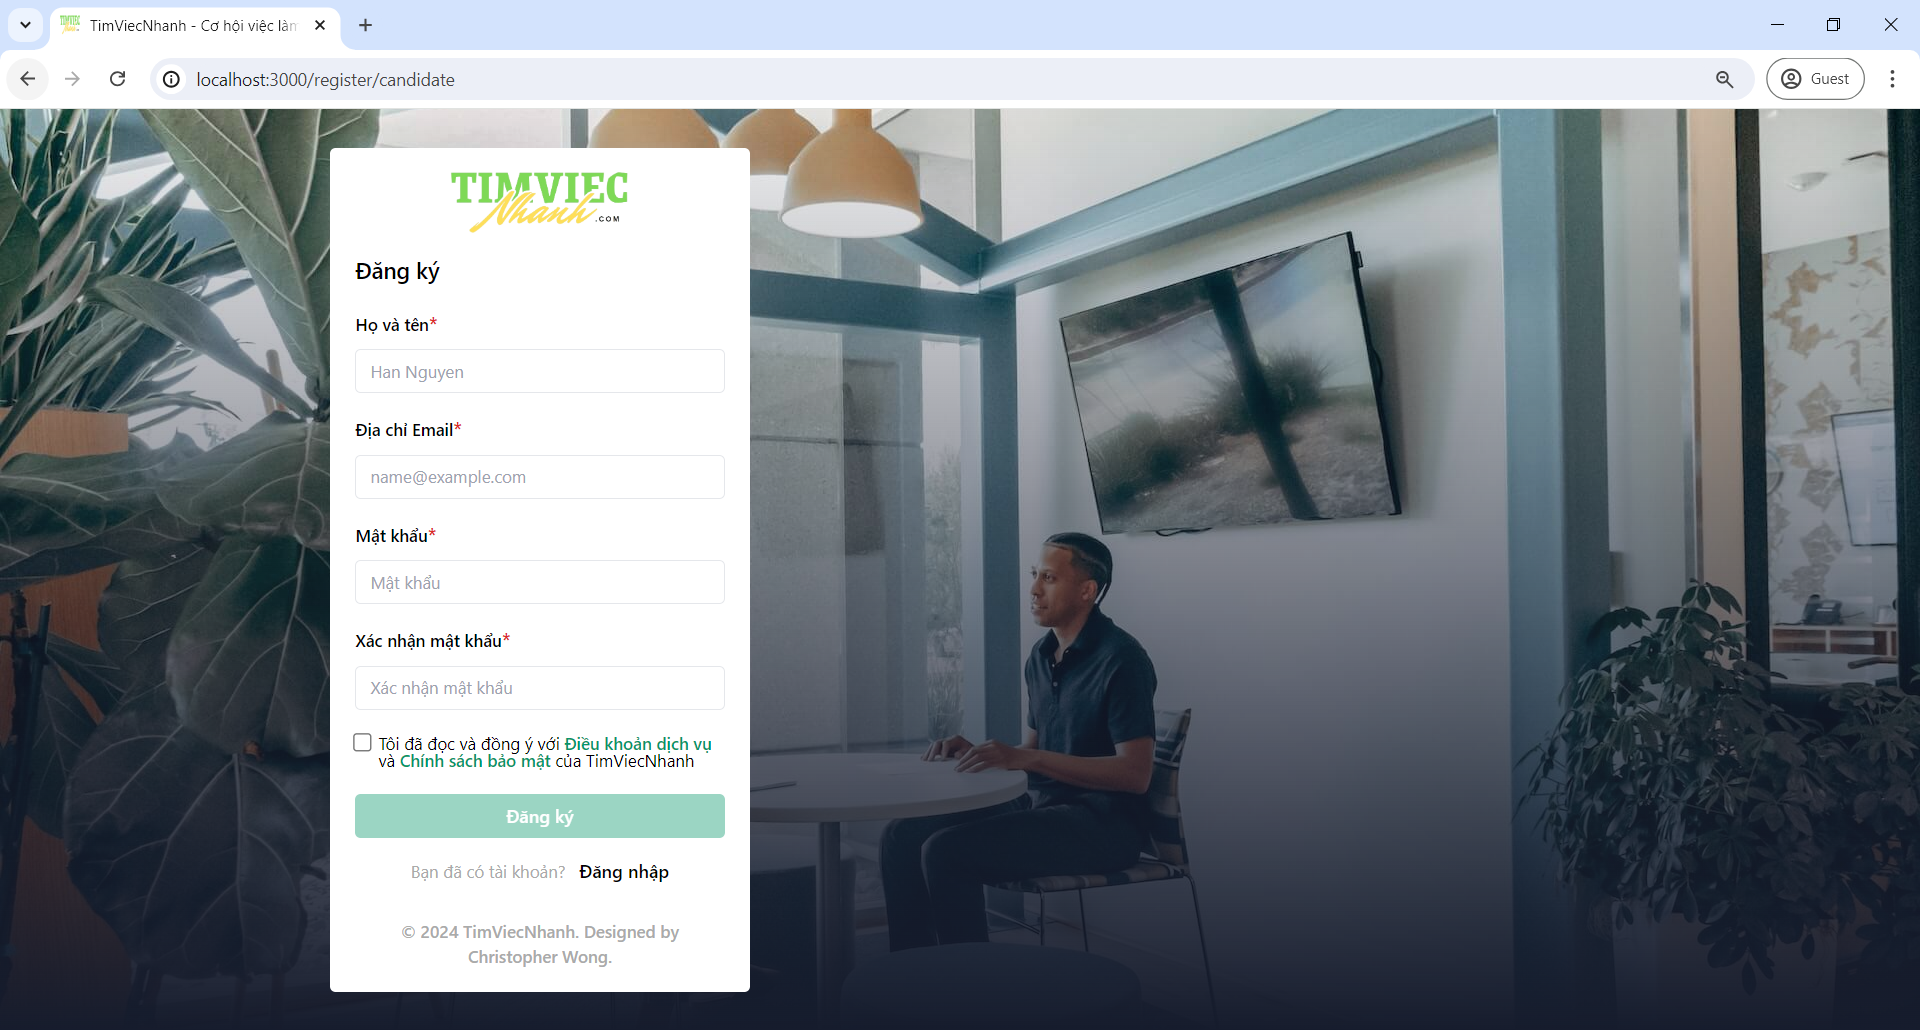 TimViecNhanh - Cơ hội việc làm
localhost:3000/register/candidate
Guest
TIMVIEC
Nhanh.COM
Đăng ký
Họ và tên*
Han Nguyen
Địa chỉ Email*
name@example.com
Mật khẩu*
Mật khẩu
Xác nhận mật khẩu*
Xác nhận mật khẩu
Tôi đã đọc và đồng ý với Điều khoản dịch vụ
và Chính sách bảo mật của TimViecNhanh
Đăng ký
Bạn đã có tài khoản? Đăng nhập
© 2024 TimViecNhanh. Designed by
Christopher Wong.